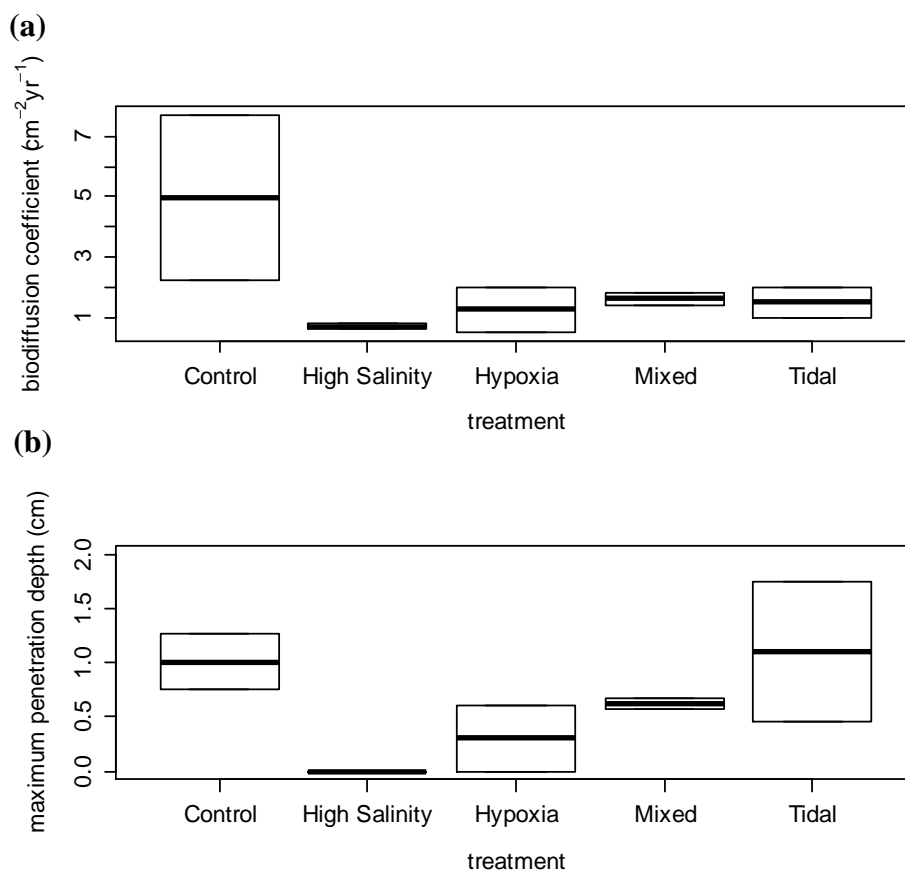 (a)
biodiffusion coefficient (cm⁻²yr⁻¹)
7
5
3
1
Control High Salinity Hypoxia Mixed Tidal
treatment
(b)
maximum penetration depth (cm)
2.0
1.5
1.0
0.5
0.0
Control High Salinity Hypoxia Mixed Tidal
treatment